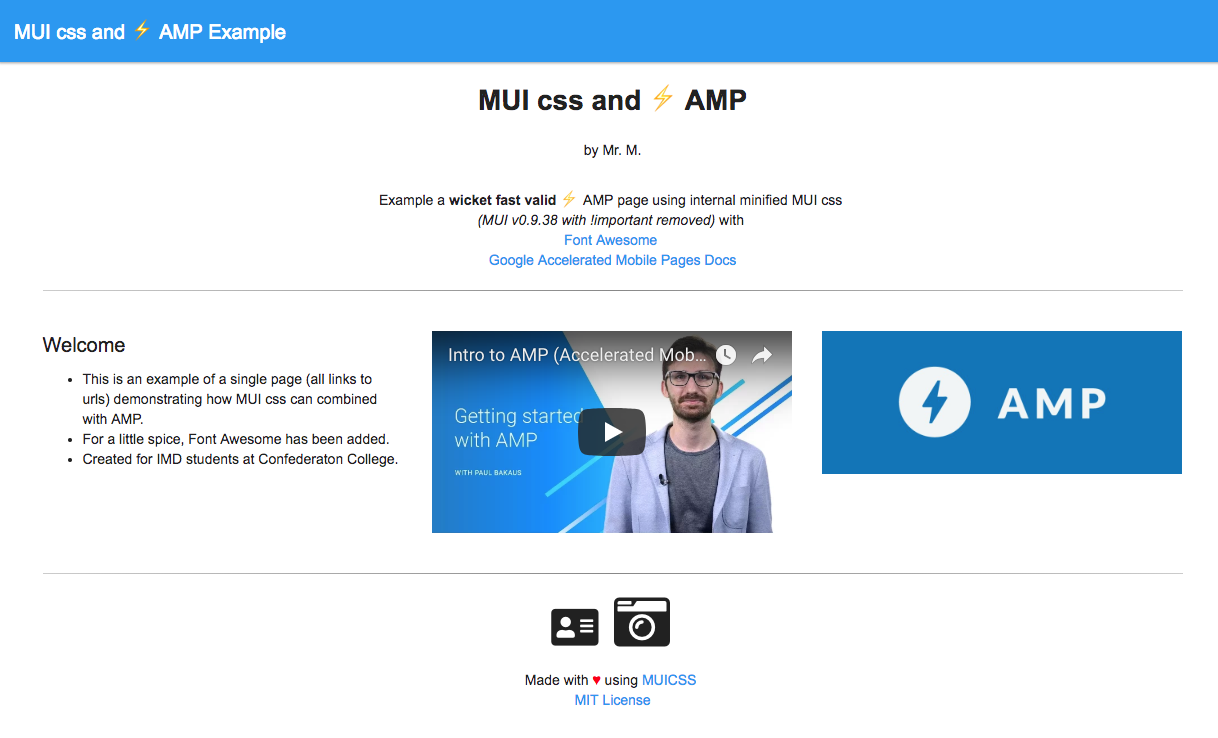 MUI css and ⚡ AMP Example
MUI css and ⚡ AMP
by Mr. M.
Example a wicket fast valid ⚡ AMP page using internal minified MUI css
(MUI v0.9.38 with !important removed) with
Font Awesome
Google Accelerated Mobile Pages Docs
Welcome
• This is an example of a single page (all links to
urls) demonstrating how MUI css can combined
with AMP.
• For a little spice, Font Awesome has been added.
• Created for IMD students at Confederaton College.
Intro to AMP (Accelerated Mob...
Getting started
with AMP
WITH PAUL BAKAUS
AMP
Made with ♥ using MUICSS
MIT License